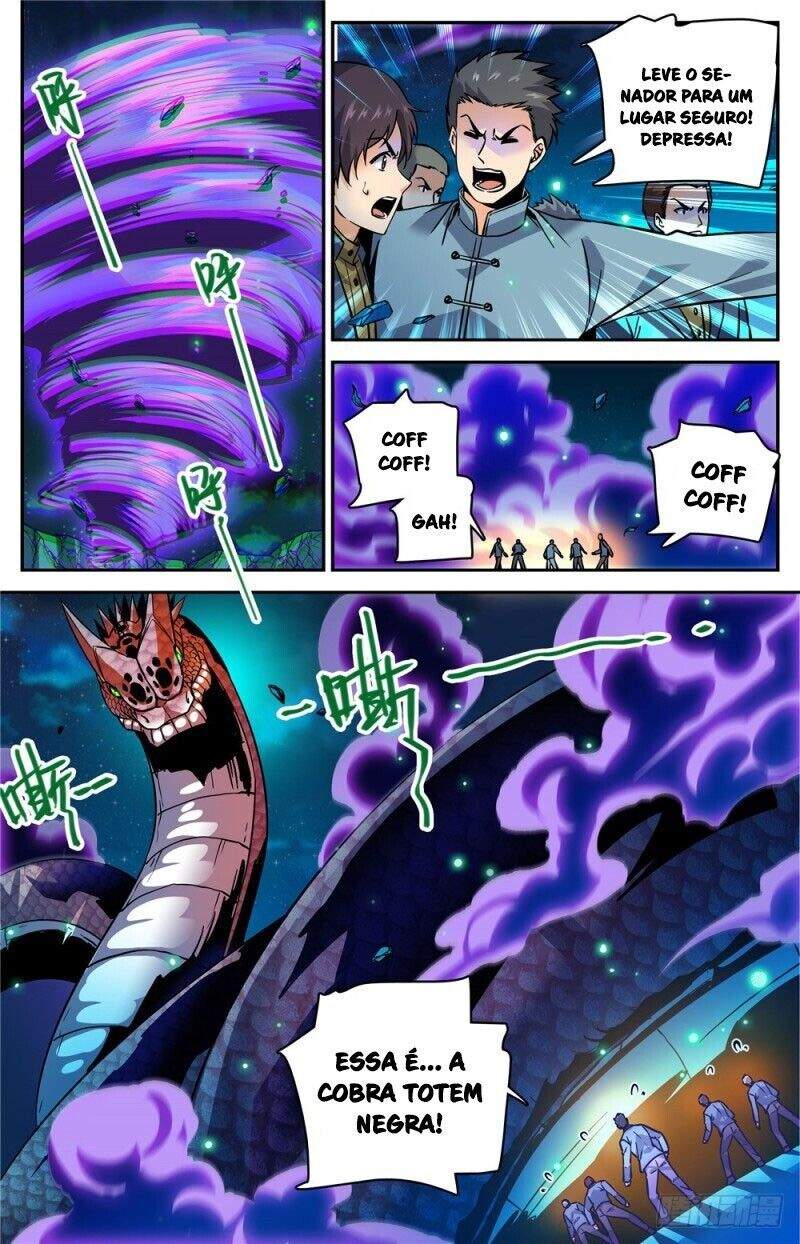 呼
呼
呼
LEVE O SE-
NADOR PARA UM
LUGAR SEGURO!
DEPRESSA!
COFF
COFF!
GAH!
COFF
COFF!
嘶
嘶
ESSA É... A
COBRA TOTEM
NEGRA!